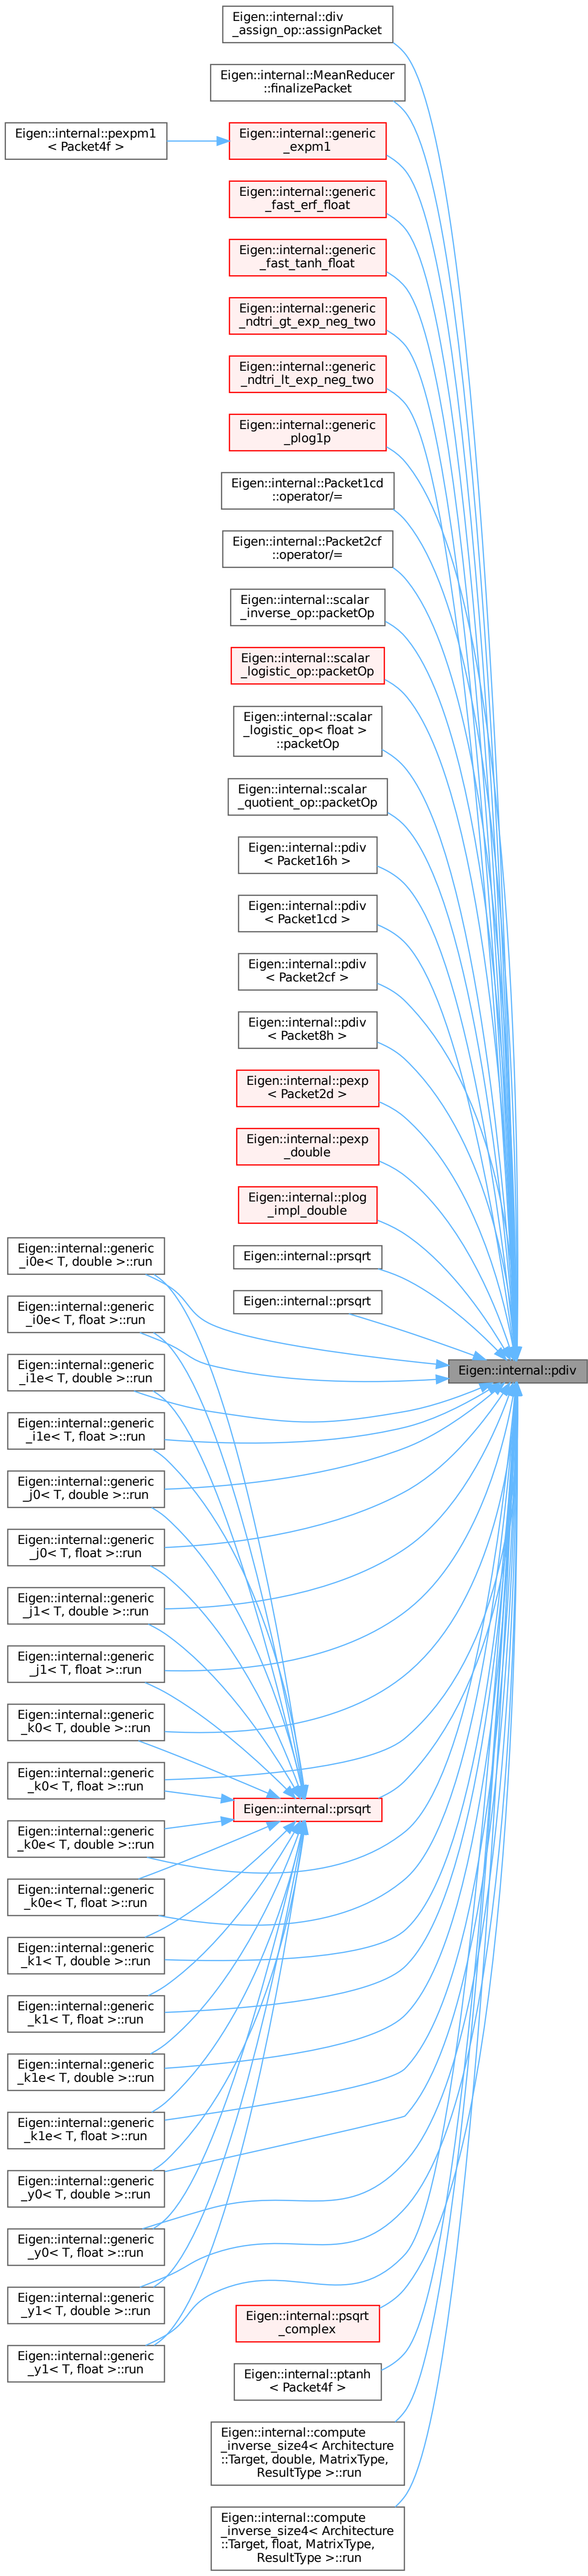 Eigen::internal::div
_assign_op::assignPacket
Eigen::internal::MeanReducer
::finalizePacket
Eigen::internal::pexpm1
< Packet4f >
Eigen::internal::generic
_expm1
Eigen::internal::generic
_fast_erf_float
Eigen::internal::generic
_fast_tanh_float
Eigen::internal::generic
_ndtri_gt_exp_neg_two
Eigen::internal::generic
_ndtri_lt_exp_neg_two
Eigen::internal::generic
_plog1p
Eigen::internal::Packet1cd
::operator/=
Eigen::internal::Packet2cf
::operator/=
Eigen::internal::scalar
_inverse_op::packetOp
Eigen::internal::scalar
_logistic_op::packetOp
Eigen::internal::scalar
_logistic_op< float >
::packetOp
Eigen::internal::scalar
_quotient_op::packetOp
Eigen::internal::pdiv
< Packet16h >
Eigen::internal::pdiv
< Packet1cd >
Eigen::internal::pdiv
< Packet2cf >
Eigen::internal::pdiv
< Packet8h >
Eigen::internal::pexp
< Packet2d >
Eigen::internal::pexp
_double
Eigen::internal::plog
_impl_double
Eigen::internal::generic
_i0e< T, double >::run
Eigen::internal::prsqrt
Eigen::internal::prsqrt
Eigen::internal::generic
_i0e< T, float >::run
Eigen::internal::pdiv
Eigen::internal::generic
_i1e< T, double >::run
Eigen::internal::generic
_i1e< T, float >::run
Eigen::internal::generic
_j0< T, double >::run
Eigen::internal::generic
_j0< T, float >::run
Eigen::internal::generic
_j1< T, double >::run
Eigen::internal::generic
_j1< T, float >::run
Eigen::internal::generic
_k0< T, double >::run
Eigen::internal::generic
_k0< T, float >::run
Eigen::internal::prsqrt
Eigen::internal::generic
_k0e< T, double >::run
Eigen::internal::generic
_k0e< T, float >::run
Eigen::internal::generic
_k1< T, double >::run
Eigen::internal::generic
_k1< T, float >::run
Eigen::internal::generic
_k1e< T, double >::run
Eigen::internal::generic
_k1e< T, float >::run
Eigen::internal::generic
_y0< T, double >::run
Eigen::internal::generic
_y0< T, float >::run
Eigen::internal::generic
_y1< T, double >::run
Eigen::internal::psqrt
_complex
Eigen::internal::generic
_y1< T, float >::run
Eigen::internal::ptanh
< Packet4f >
Eigen::internal::compute
_inverse_size4< Architecture
::Target, double, MatrixType,
ResultType >::run
Eigen::internal::compute
_inverse_size4< Architecture
::Target, float, MatrixType,
ResultType >::run